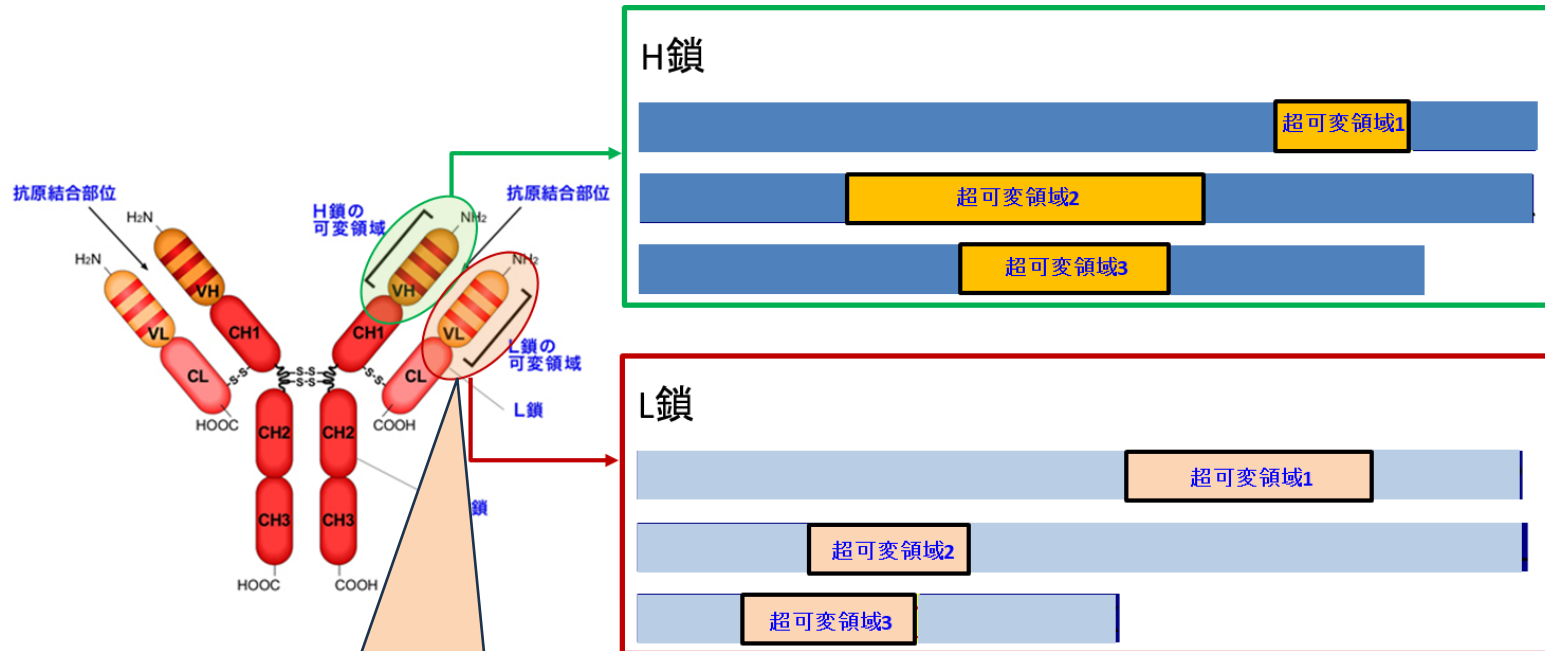 H鎖
超可変領域1
超可変領域2
超可変領域3
抗原結合部位
H鎖の
可変領域
抗原結合部位
H₂N
NH₂
H₂N
NH₂
VH
VH
VL
VL
CH1
CH1
L鎖の
可変領域
CL
CL
S-S
S-S
S-S
S-S
L鎖
HOOC
COOH
CH2
CH2
鎖
CH3
CH3
HOOC
COOH
L鎖
超可変領域1
超可変領域2
超可変領域3